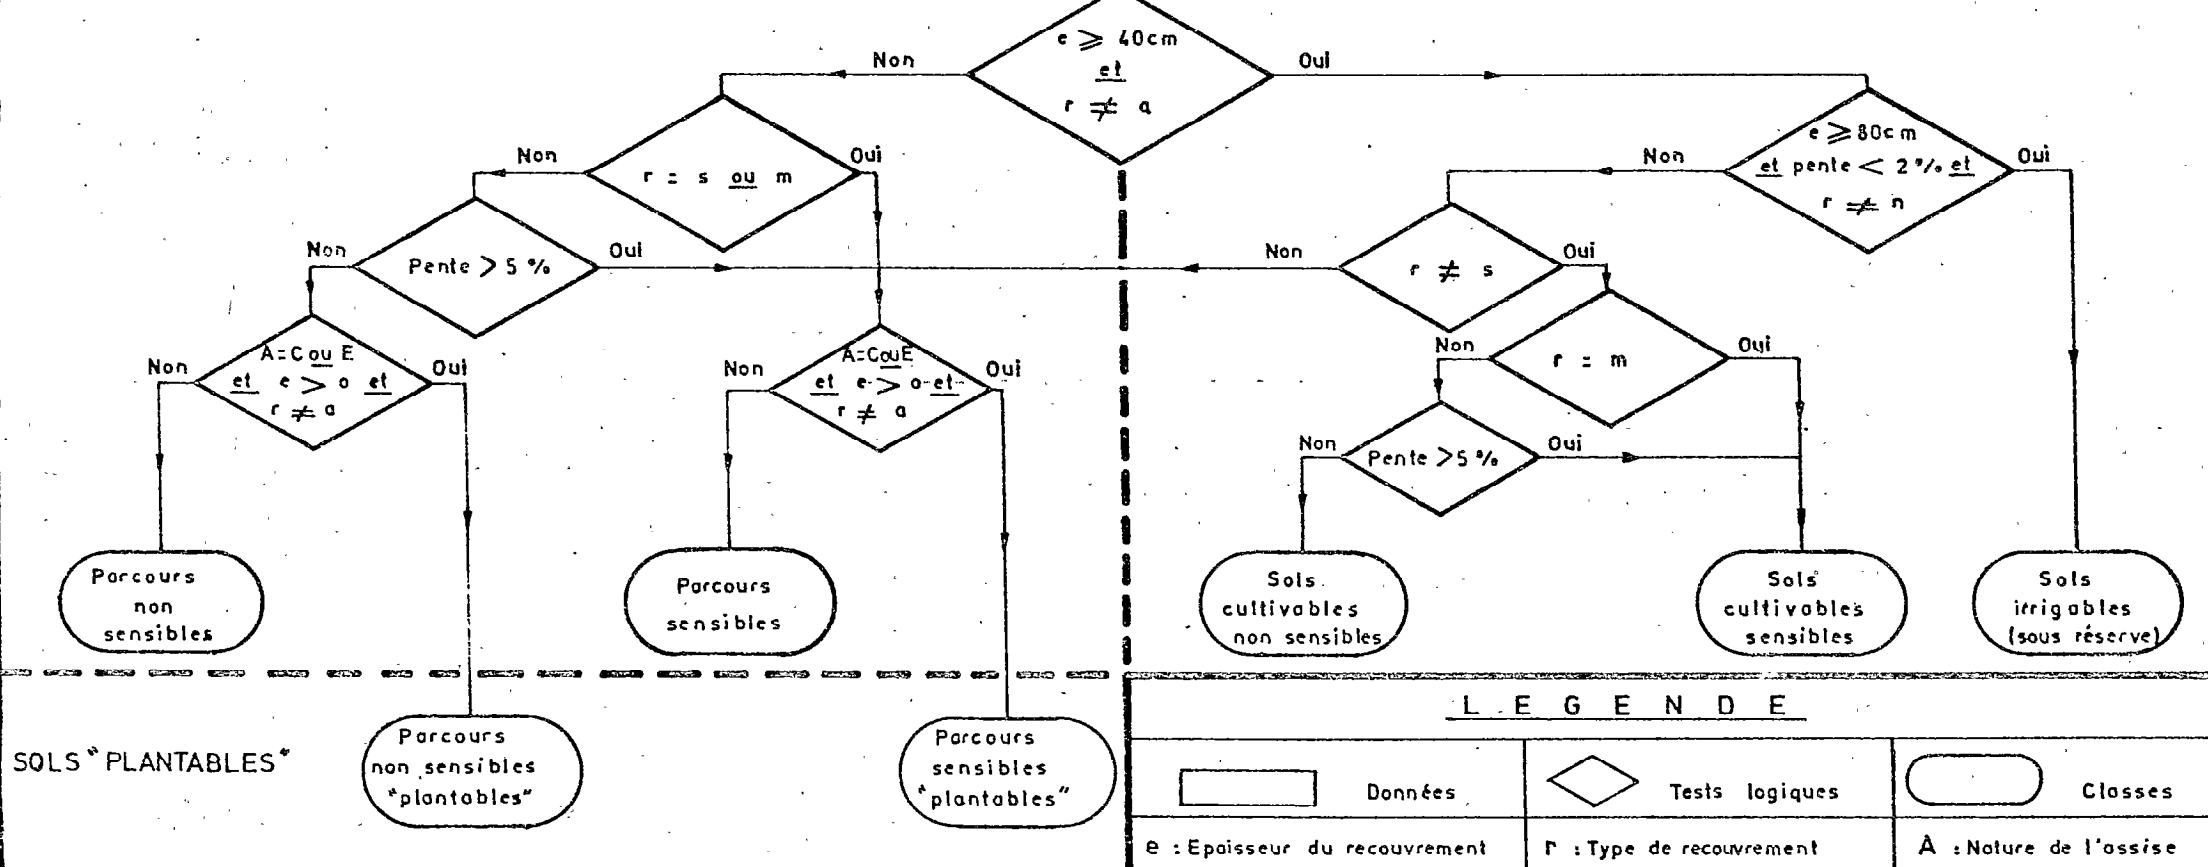 e ⩾ 40cm
et
r ≠ a
Non
Oui
r = s ou m
Non
Oui
e ⩾ 80cm
et pente < 2 % et
r ≠ n
Non
Oui
Pente > 5 %
Non
Oui
r ≠ s
Non
Oui
A=C ou E
et e > o et
r ≠ a
Non
Oui
A=C ou E
et e > o et
r ≠ a
Non
Oui
r = m
Non
Oui
Pente > 5 %
Non
Oui
Parcours
non
sensibles
Parcours
sensibles
Sols
cultivables
non sensibles
Sols
cultivables
sensibles
Sols
irrigables
(sous réserve)
SOLS "PLANTABLES"
Parcours
non sensibles
"plantables"
Parcours
sensibles
"plantables"
LEGENDE
Données
Tests logiques
Classes
e : Epaisseur du recouvrement
r : Type de recouvrement
A : Nature de l'assise